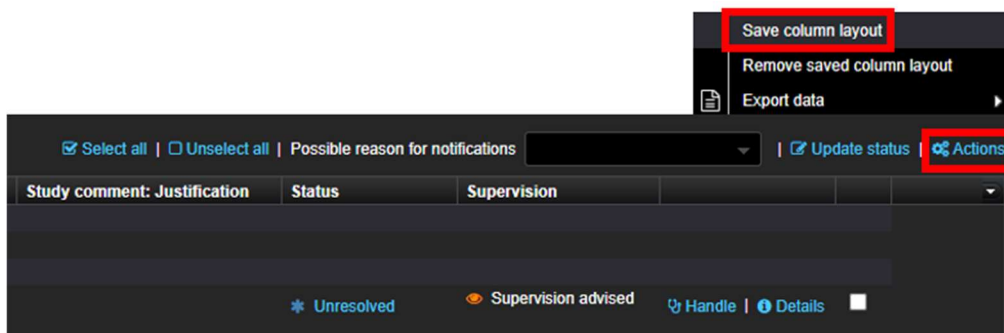 Save column layout
Remove saved column layout
Export data
Select all | Unselect all | Possible reason for notifications | Update status | Actions
Study comment: Justification Status Supervision
Unresolved Supervision advised Handle | Details